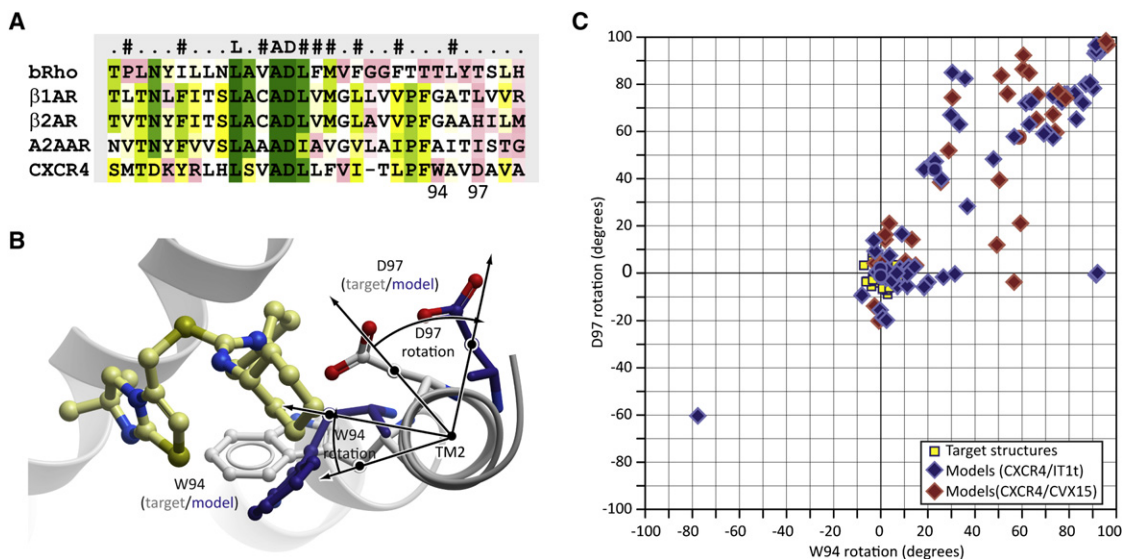 A
.#...#...L.#AD###.#..#...#.....
bRho TPLNYILLNLAVADLFMVFGGFTTTLYTSLH
β1AR TLTNLFITSLACADLVMGLLVVPFGATLVVR
β2AR TVTNYFITSLACADLVMGLAVVPFGAAHILM
A2AAR NVTNYFVVSLAAADIAVGVLAIPFAITISTG
CXCR4 SMTDKYRLHLSVADLLFVI-TLPFWAVDAVA
94 97
B
D97
(target/model)
D97
rotation
W94
rotation
TM2
W94
(target/model)
C
D97 rotation (degrees)
100
80
60
40
20
0
-20
-40
-60
-80
-100
Target structures
Models (CXCR4/IT1t)
Models(CXCR4/CVX15)
-100 -80 -60 -40 -20 0 20 40 60 80 100
W94 rotation (degrees)